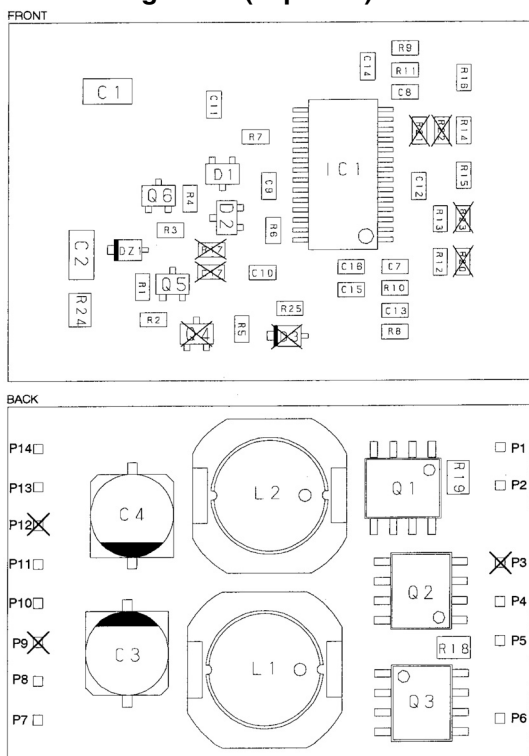 FRONT
R9
C14
R11
R16
C1
C8
C11
R7
R14
IC1
D1
C9
C12
R15
Q6
R4
D2
R13
R6
R3
C2
DZ1
R12
C10
C18
C7
Q5
R1
C15
R10
R24
R25
C13
R2
R5
R8
BACK
P14
P1
R19
P13
Q1
P2
L2
C4
P12
P11
P3
Q2
P10
P4
P9
P5
C3
R18
L1
P8
Q3
P7
P6